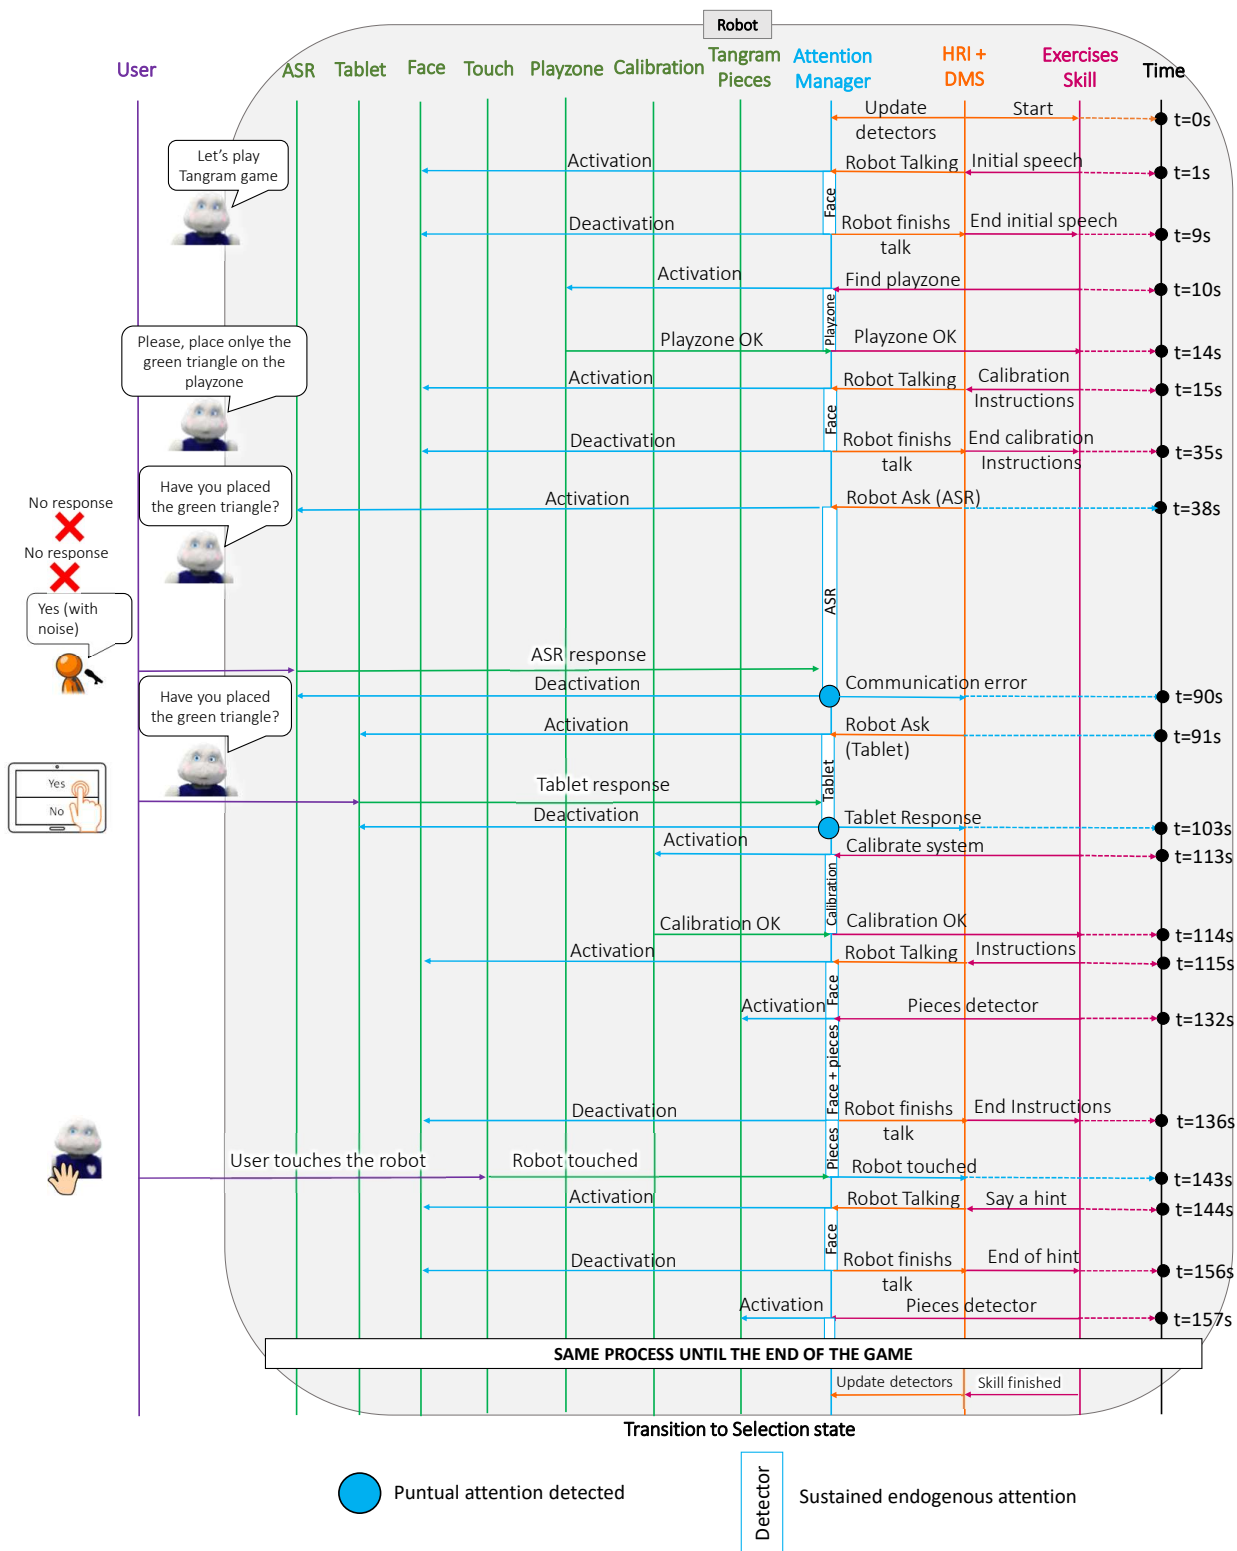 Robot
User
ASR
Tablet
Face
Touch
Playzone
Calibration
Tangram
Pieces
Attention
Manager
HRI +
DMS
Exercises
Skill
Time
Update
detectors
Start
t=0s
Let's play
Tangram game
Activation
Robot Talking
Initial speech
t=1s
Face
Deactivation
Robot finishs
talk
End initial speech
t=9s
Activation
Find playzone
t=10s
Playzone
Please, place onlye the
green triangle on the
playzone
Playzone OK
Playzone OK
t=14s
Activation
Robot Talking
Calibration
Instructions
t=15s
Face
Deactivation
Robot finishs
talk
End calibration
Instructions
t=35s
Have you placed
the green triangle?
No response
No response
Yes (with
noise)
Activation
Robot Ask (ASR)
t=38s
ASR
ASR response
Deactivation
Communication error
t=90s
Have you placed
the green triangle?
Activation
Robot Ask
(Tablet)
t=91s
Tablet
Yes
No
Tablet response
Deactivation
Tablet Response
t=103s
Activation
Calibrate system
t=113s
Calibration
Calibration OK
Calibration OK
t=114s
Activation
Robot Talking
Instructions
t=115s
Face
Activation
Pieces detector
t=132s
Face + pieces
Deactivation
Robot finishs
talk
End Instructions
t=136s
Pieces
User touches the robot
Robot touched
Robot touched
t=143s
Activation
Robot Talking
Say a hint
t=144s
Face
Deactivation
Robot finishs
talk
End of hint
t=156s
Activation
Pieces detector
t=157s
SAME PROCESS UNTIL THE END OF THE GAME
Update detectors
Skill finished
Transition to Selection state
Puntual attention detected
Detector
Sustained endogenous attention